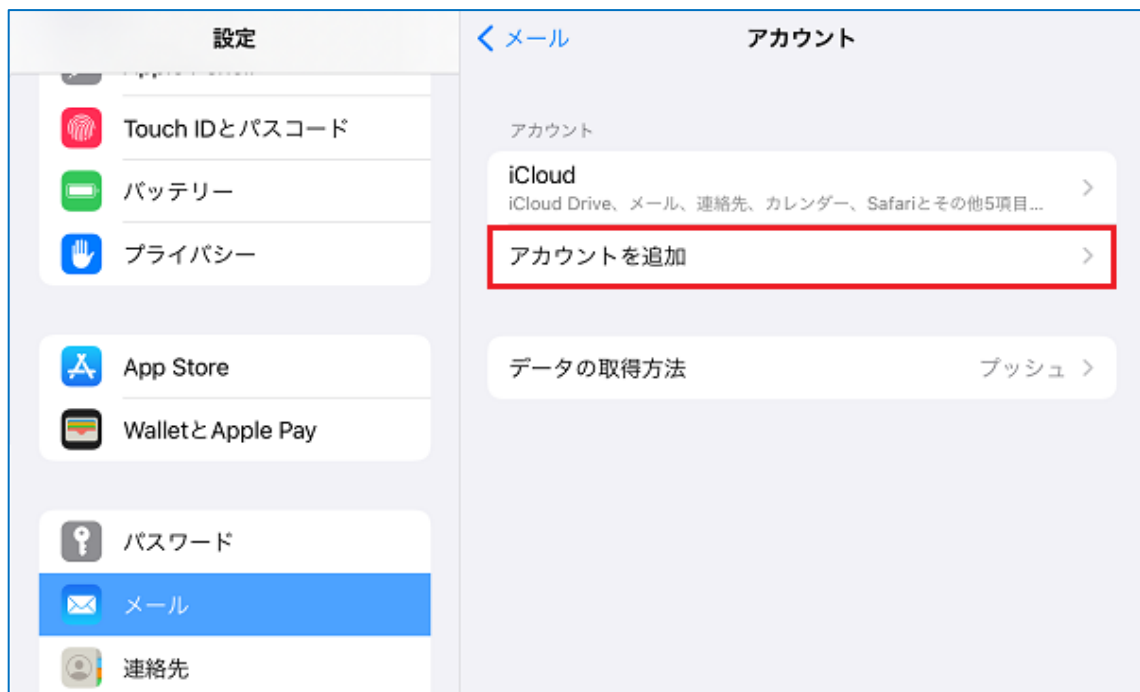 設定
Touch IDとパスコード
バッテリー
プライバシー
App Store
WalletとApple Pay
パスワード
メール
連絡先
メール
アカウント
アカウント
iCloud
iCloud Drive、メール、連絡先、カレンダー、Safariとその他5項目...
アカウントを追加
データの取得方法 プッシュ